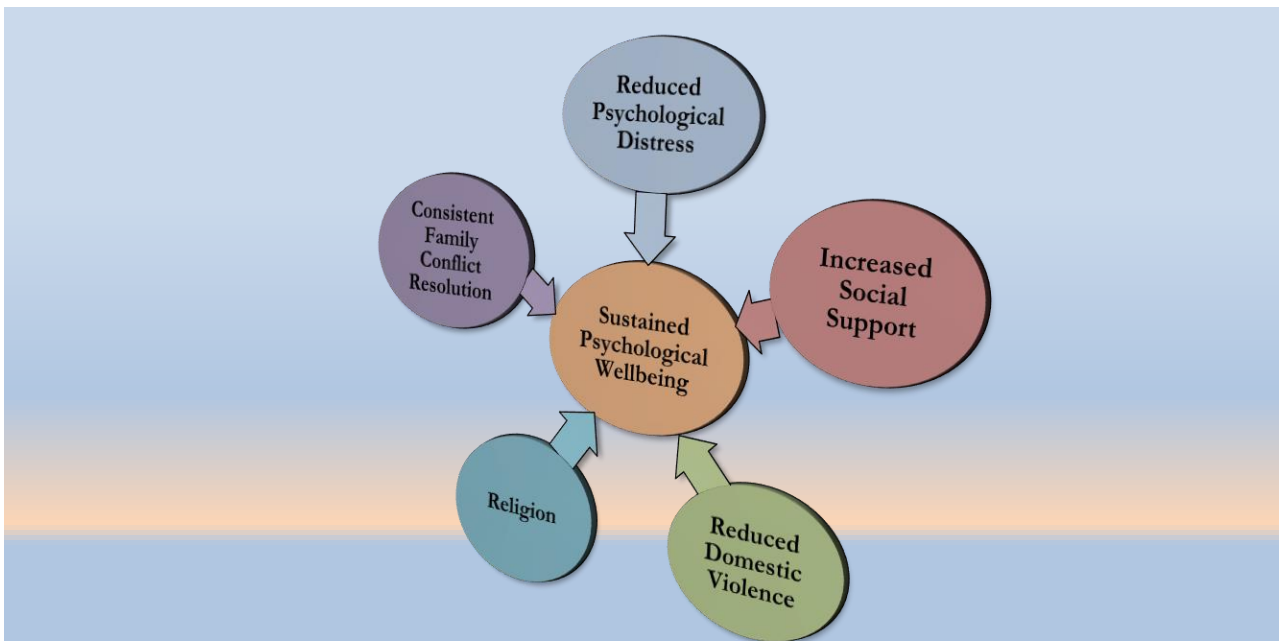 Reduced
Psychological
Distress
Consistent
Family
Conflict
Resolution
Increased
Social
Support
Sustained
Psychological
Wellbeing
Religion
Reduced
Domestic
Violence